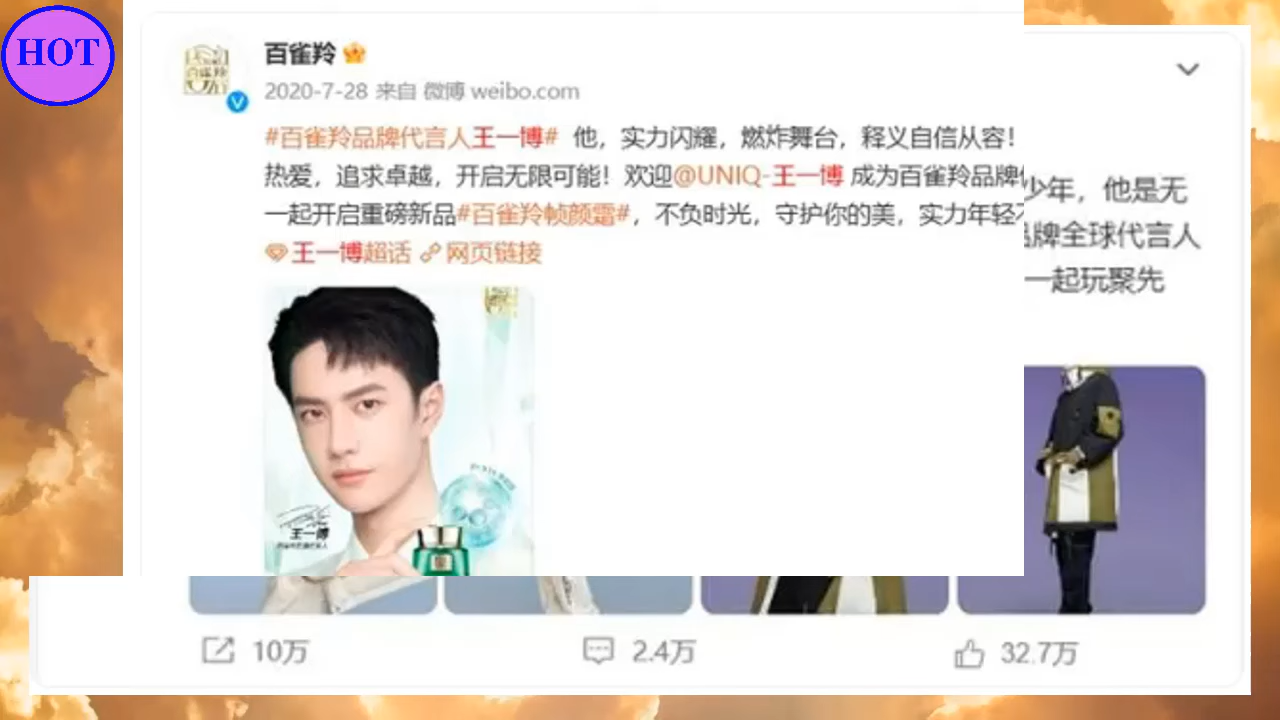 HOT
百雀羚
2020-7-28 来自 微博 weibo.com
#百雀羚品牌代言人王一博# 他，实力闪耀，燃炸舞台，释义自信从容！
热爱，追求卓越，开启无限可能！欢迎@UNIQ-王一博 成为百雀羚品牌
一起开启重磅新品#百雀羚帧颜霜#，不负时光，守护你的美，实力年轻
王一博超话 网页链接
少年，他是无
品牌全球代言人
一起玩聚先
百雀羚
王一博
10万
2.4万
32.7万